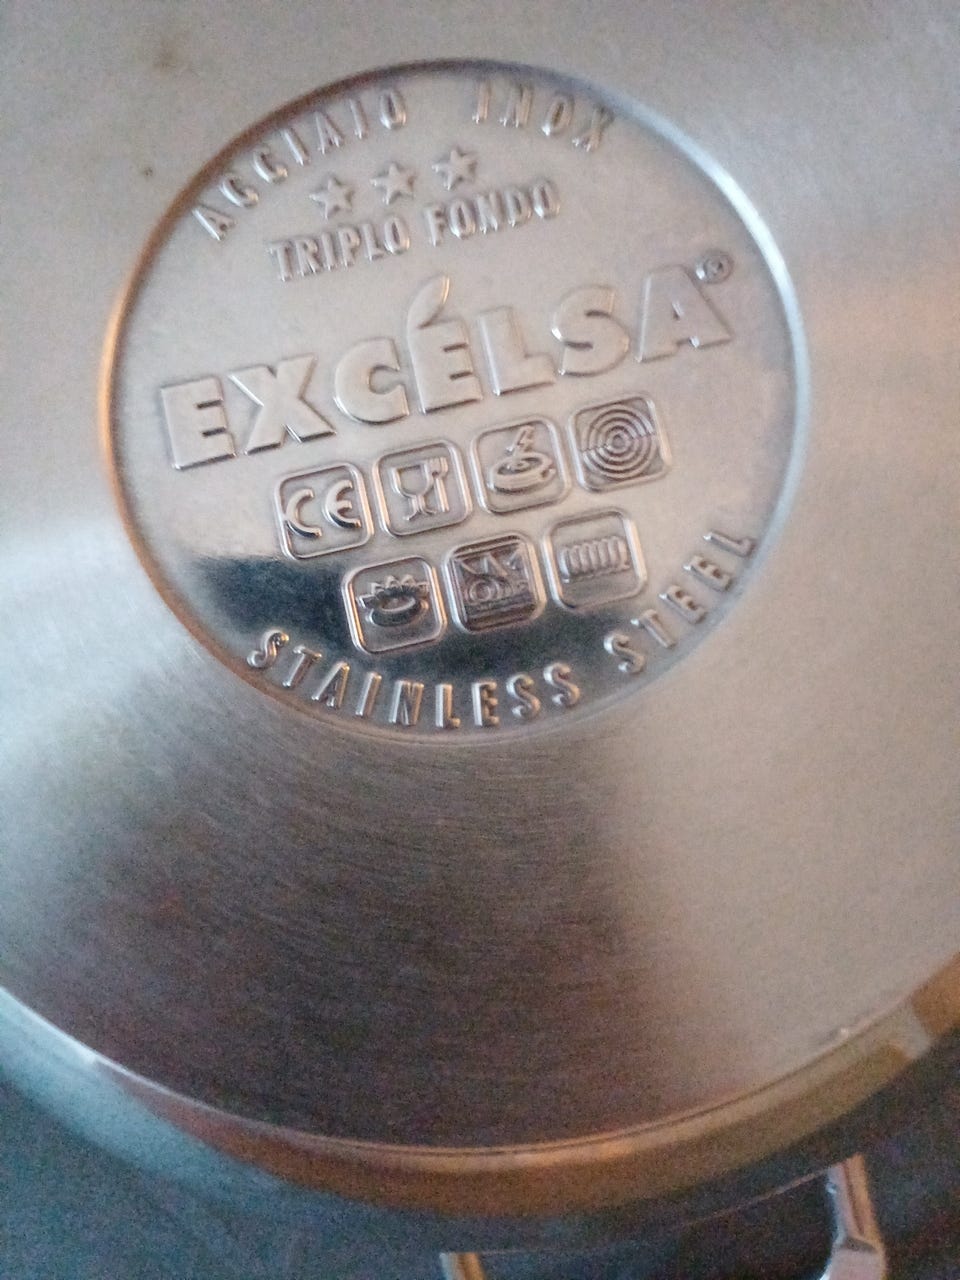 ACCIAIO INOX
TRIPLO FONDO
EXCÉLSA®
CE
STAINLESS STEEL